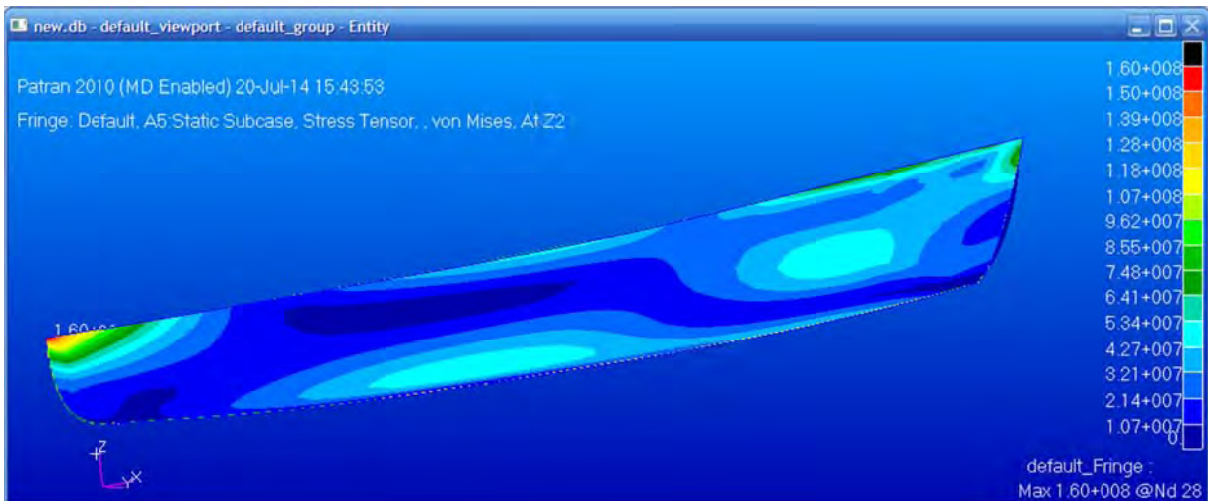 new.db - default_viewport - default_group - Entity
Patran 2010 (MD Enabled) 20-Jul-14 15:43:53
Fringe: Default, A5:Static Subcase, Stress Tensor, , von Mises, At Z2
1.60+008
1.50+008
1.39+008
1.28+008
1.18+008
1.07+008
9.62+007
8.55+007
7.48+007
6.41+007
5.34+007
4.27+007
3.21+007
2.14+007
1.07+007
0.
Z
Y X
default_Fringe :
Max 1.60+008 @Nd 28